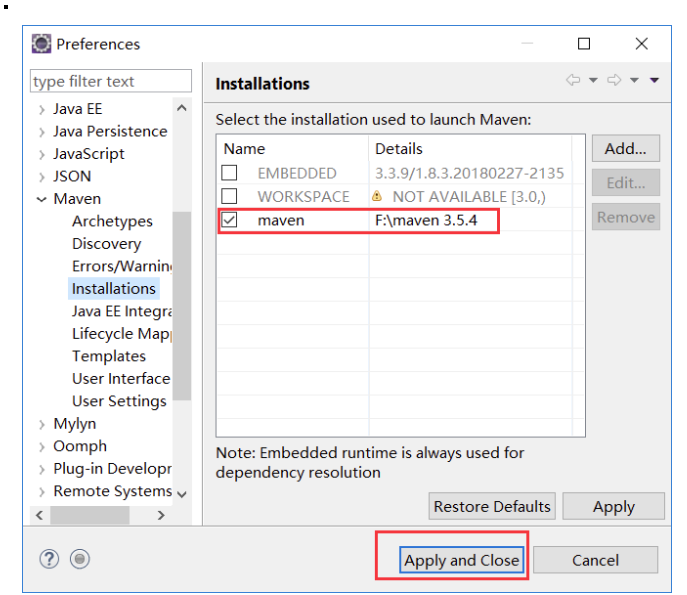 Preferences
type filter text
Installations
Java EE
Java Persistence
JavaScript
JSON
Maven
Archetypes
Discovery
Errors/Warnin
Installations
Java EE Integra
Lifecycle Map
Templates
User Interface
User Settings
Mylyn
Oomph
Plug-in Developr
Remote Systems
Select the installation used to launch Maven:
Name Details
EMBEDDED 3.3.9/1.8.3.20180227-2135
WORKSPACE NOT AVAILABLE [3.0,)
maven F:\maven 3.5.4
Add...
Edit...
Remove
Note: Embedded runtime is always used for
dependency resolution
Restore Defaults Apply
Apply and Close Cancel